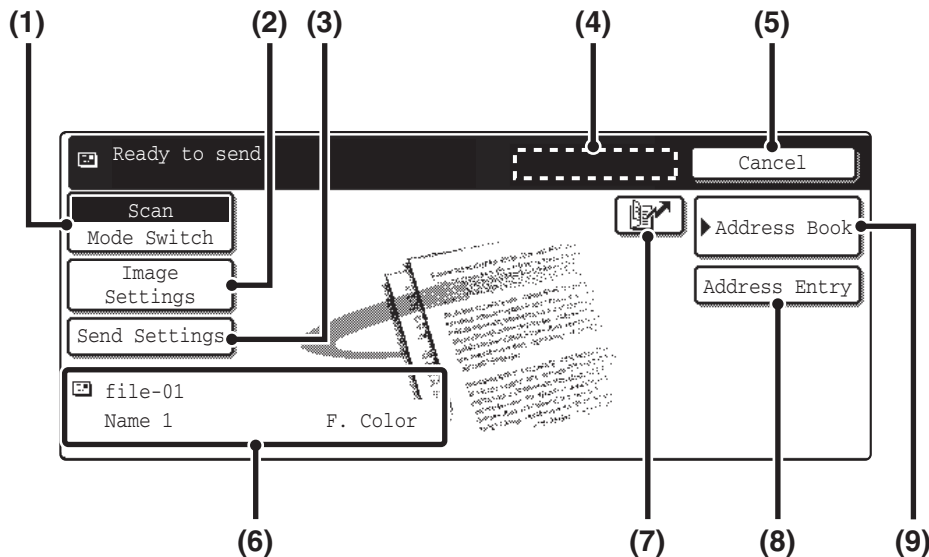 (1)
(2)
(3)
(4)
(5)
Ready to send
Cancel
Scan
Mode Switch
Address Book
Image
Settings
Address Entry
Send Settings
file-01
Name 1
F. Color
(6)
(7)
(8)
(9)